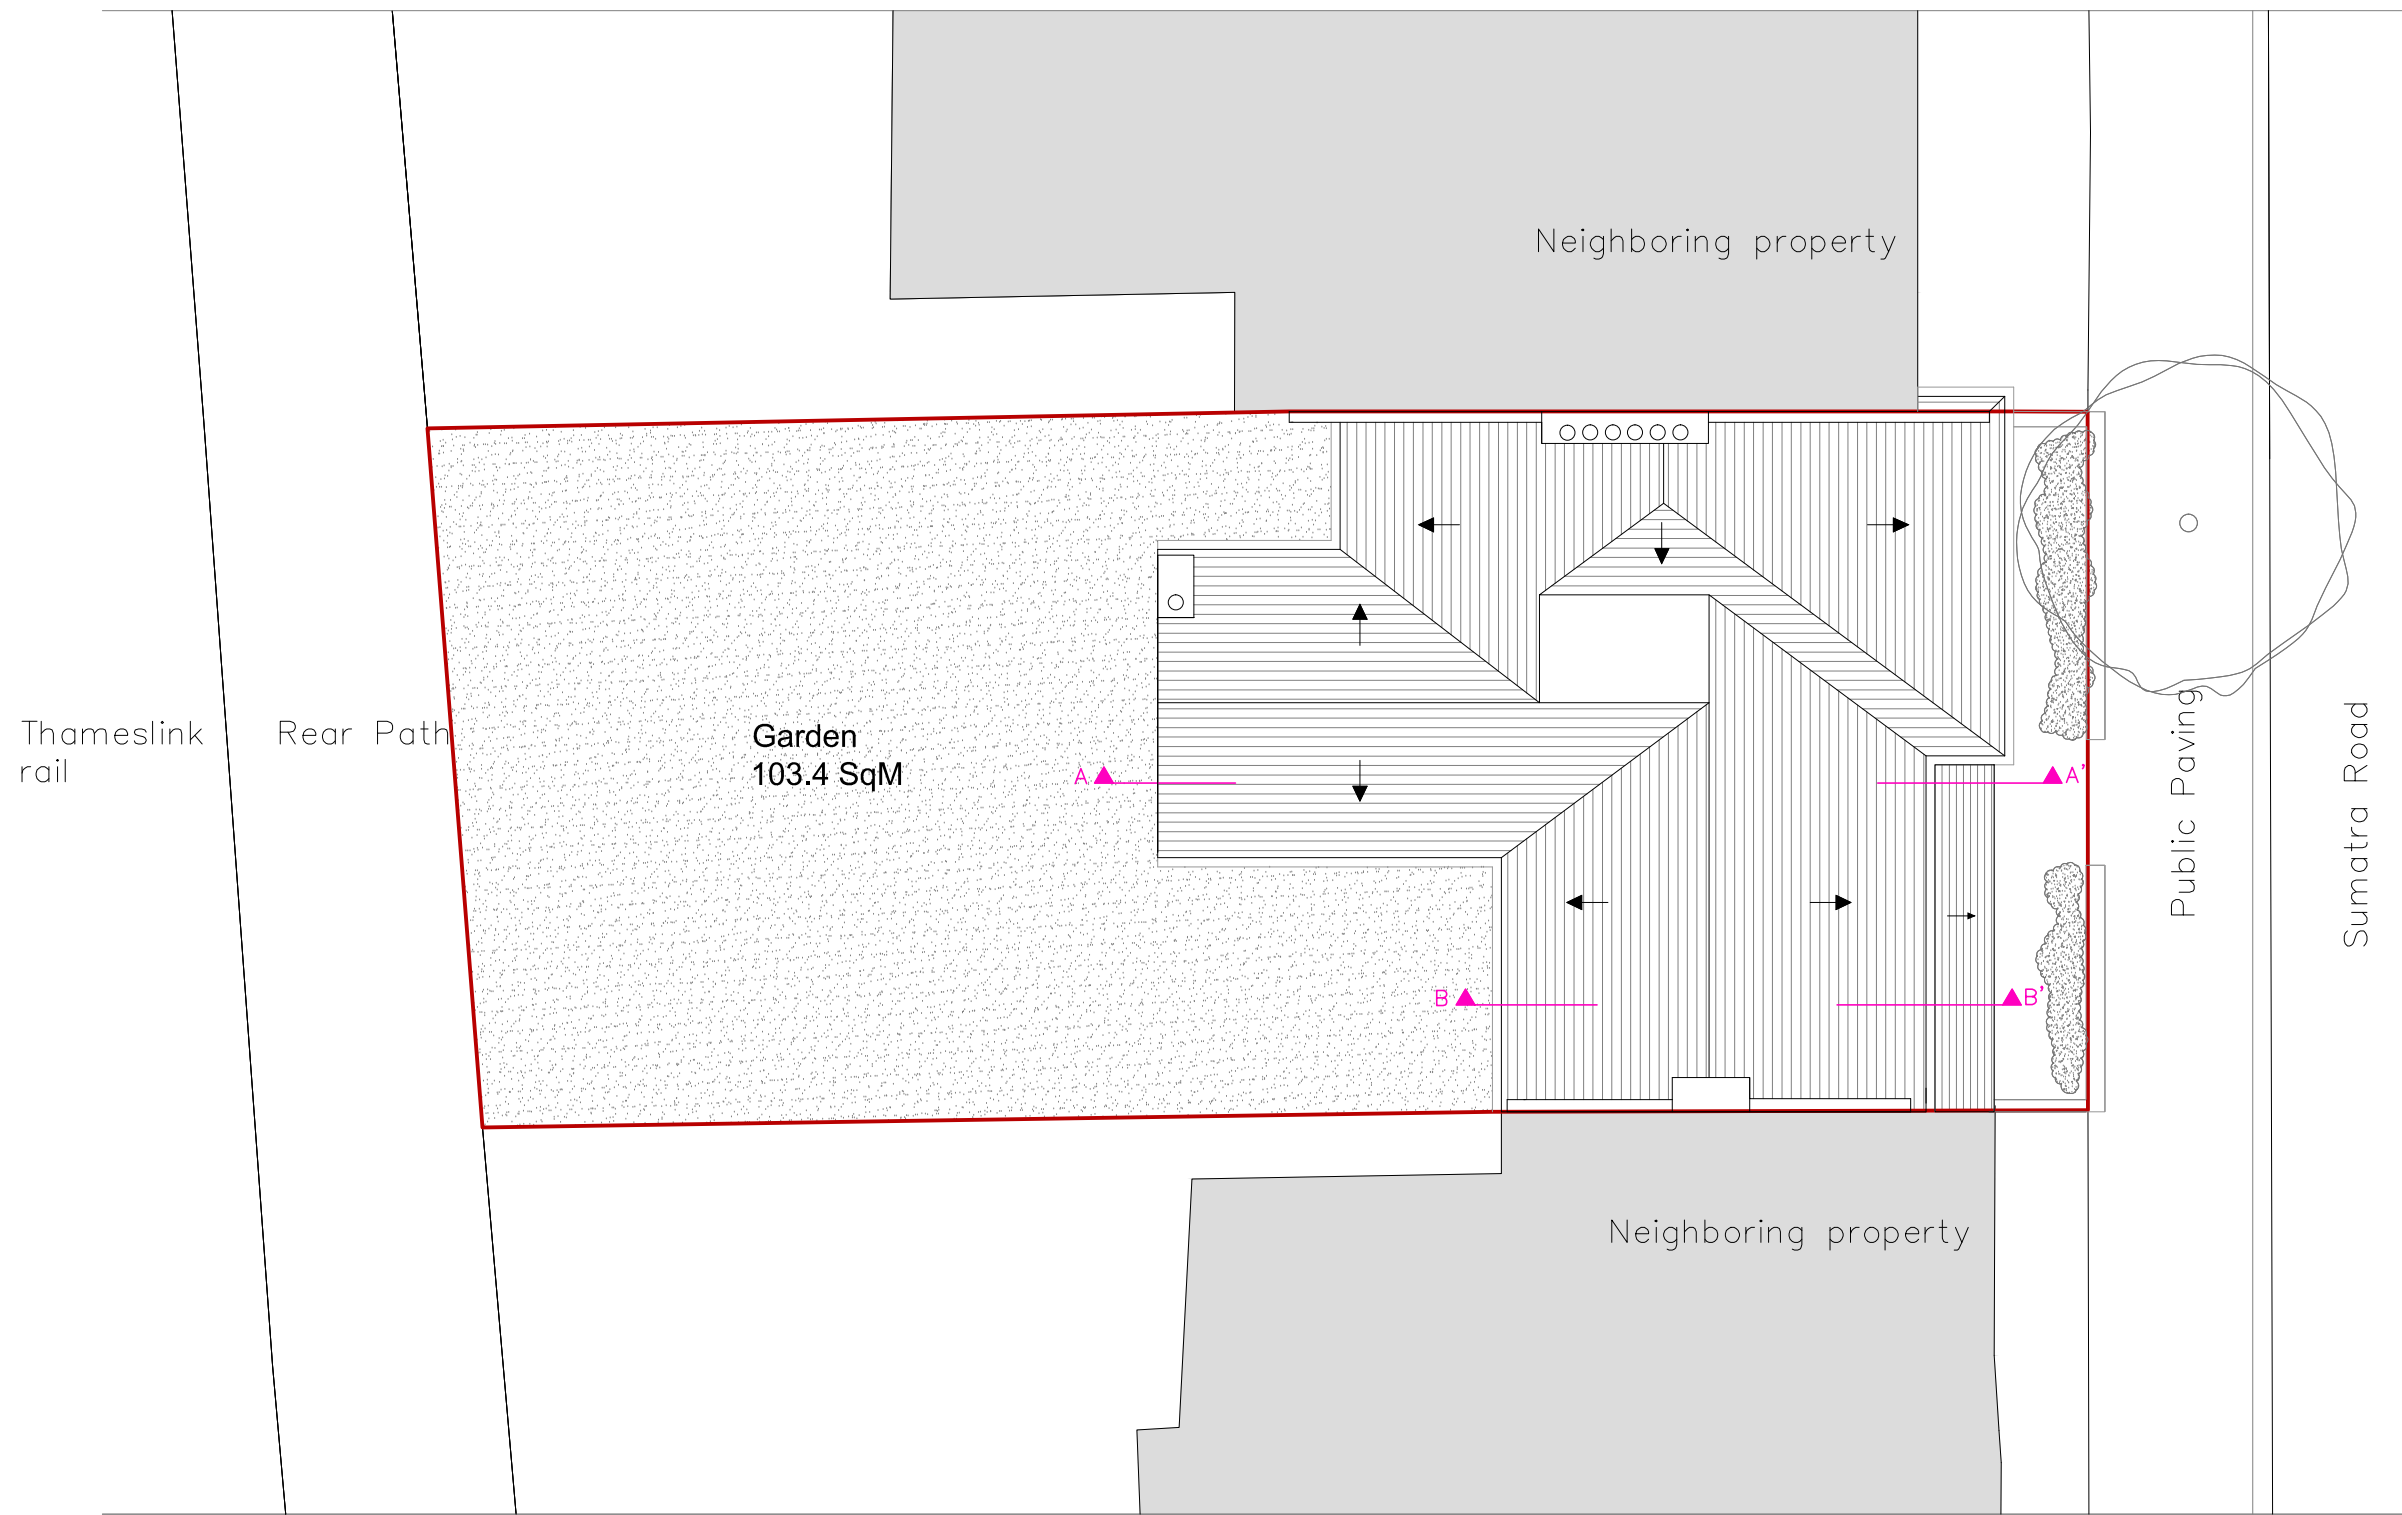 Neighboring property
Thameslink
rail
Rear Path
Garden
103.4 SqM
A
A'
Public Paving
Sumatra Road
B
B'
Neighboring property